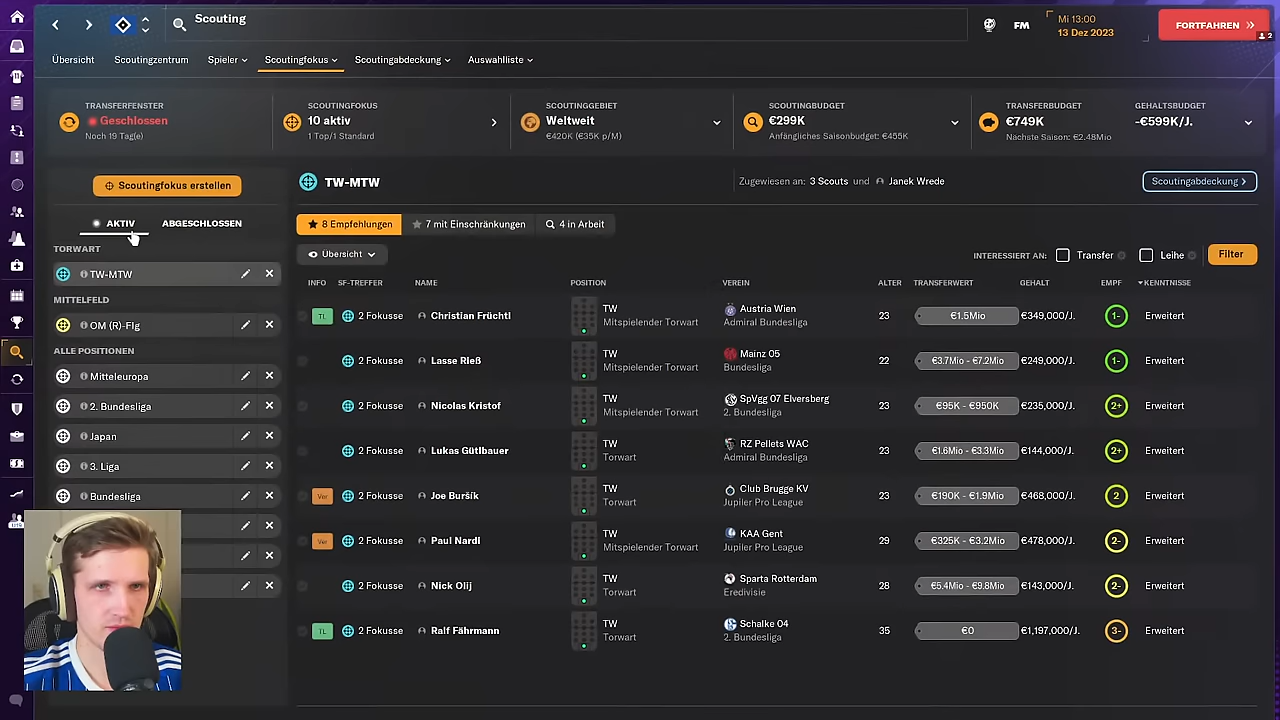 Scouting
FM
Mi 13:00
13 Dez 2023
FORTFAHREN
2
Übersicht
Scoutingzentrum
Spieler
Scoutingfokus
Scoutingabdeckung
Auswahlliste
TRANSFERFENSTER
Geschlossen
Noch 19 Tag(e)
SCOUTINGFOKUS
10 aktiv
1 Top/1 Standard
SCOUTINGGEBIET
Weltweit
€420K (€35K p/M)
SCOUTINGBUDGET
€299K
Anfängliches Saisonbudget: €455K
TRANSFERBUDGET
€749K
Nächste Saison: €2.48Mio
GEHALTSBUDGET
-€599K/J.
Scoutingfokus erstellen
AKTIV
ABGESCHLOSSEN
TORWART
TW-MTW
MITTELFELD
OM (R)-Flg
ALLE POSITIONEN
Mitteleuropa
2. Bundesliga
Japan
3. Liga
Bundesliga
TW-MTW
Zugewiesen an: 3 Scouts und Janek Wrede
Scoutingabdeckung
8 Empfehlungen
7 mit Einschränkungen
4 in Arbeit
Übersicht
INTERESSIERT AN: Transfer Leihe
Filter
INFO SF-TREFFER NAME POSITION VEREIN ALTER TRANSFERWERT GEHALT EMPF KENNTNISSE
TL 2 Fokusse Christian Früchtl TW Mitspielender Torwart Austria Wien Admiral Bundesliga 23 €1.5Mio €349,000/J. 1- Erweitert
2 Fokusse Lasse Rieß TW Mitspielender Torwart Mainz 05 Bundesliga 22 €3.7Mio - €7.2Mio €249,000/J. 1- Erweitert
2 Fokusse Nicolas Kristof TW Mitspielender Torwart SpVgg 07 Elversberg 2. Bundesliga 23 €95K - €950K €235,000/J. 2+ Erweitert
2 Fokusse Lukas Gütlbauer TW Torwart RZ Pellets WAC Admiral Bundesliga 23 €1.6Mio - €3.3Mio €144,000/J. 2+ Erweitert
Ver 2 Fokusse Joe Buršík TW Torwart Club Brugge KV Jupiler Pro League 23 €190K - €1.9Mio €468,000/J. 2 Erweitert
Ver 2 Fokusse Paul Nardi TW Mitspielender Torwart KAA Gent Jupiler Pro League 29 €325K - €3.2Mio €478,000/J. 2- Erweitert
2 Fokusse Nick Olij TW Torwart Sparta Rotterdam Eredivisie 28 €5.4Mio - €9.8Mio €143,000/J. 2- Erweitert
TL 2 Fokusse Ralf Fährmann TW Torwart Schalke 04 2. Bundesliga 35 €0 €1,197,000/J. 3- Erweitert